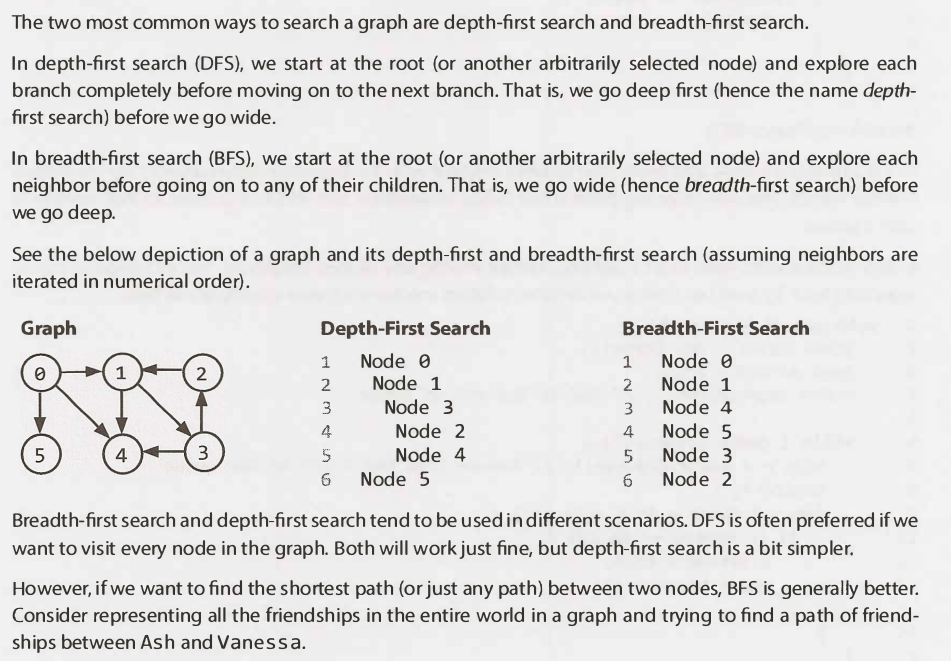 The two most common ways to search a graph are depth-first search and breadth-first search.
In depth-first search (DFS), we start at the root (or another arbitrarily selected node) and explore each
branch completely before moving on to the next branch. That is, we go deep first (hence the name depth-
first search) before we go wide.
In breadth-first search (BFS), we start at the root (or another arbitrarily selected node) and explore each
neighbor before going on to any of their children. That is, we go wide (hence breadth-first search) before
we go deep.
See the below depiction of a graph and its depth-first and breadth-first search (assuming neighbors are
iterated in numerical order).
Graph
0 1 2
5 4 3
Depth-First Search
1 Node 0
2 Node 1
3 Node 3
4 Node 2
5 Node 4
6 Node 5
Breadth-First Search
1 Node 0
2 Node 1
3 Node 4
4 Node 5
5 Node 3
6 Node 2
Breadth-first search and depth-first search tend to be used in different scenarios. DFS is often preferred if we
want to visit every node in the graph. Both will work just fine, but depth-first search is a bit simpler.
However, if we want to find the shortest path (or just any path) between two nodes, BFS is generally better.
Consider representing all the friendships in the entire world in a graph and trying to find a path of friend-
ships between Ash and Vanessa.